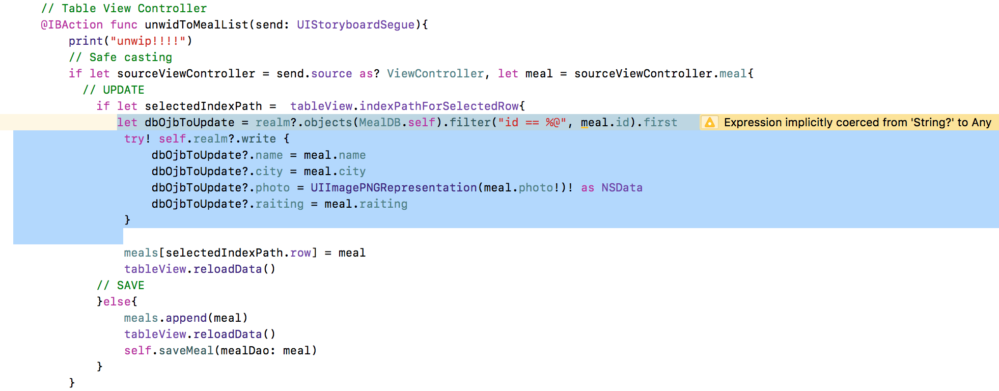 // Table View Controller
@IBAction func unwidToMealList(send: UIStoryboardSegue){
print("unwip!!!!")
// Safe casting
if let sourceViewController = send.source as? ViewController, let meal = sourceViewController.meal{
// UPDATE
if let selectedIndexPath =  tableView.indexPathForSelectedRow{
let dbOjbToUpdate = realm?.objects(MealDB.self).filter("id == %@", meal.id).first Expression implicitly coerced from 'String?' to Any
try! self.realm?.write {
dbOjbToUpdate?.name = meal.name
dbOjbToUpdate?.city = meal.city
dbOjbToUpdate?.photo = UIImagePNGRepresentation(meal.photo!)! as NSData
dbOjbToUpdate?.raiting = meal.raiting
}
meals[selectedIndexPath.row] = meal
tableView.reloadData()
// SAVE
}else{
meals.append(meal)
tableView.reloadData()
self.saveMeal(mealDao: meal)
}
}